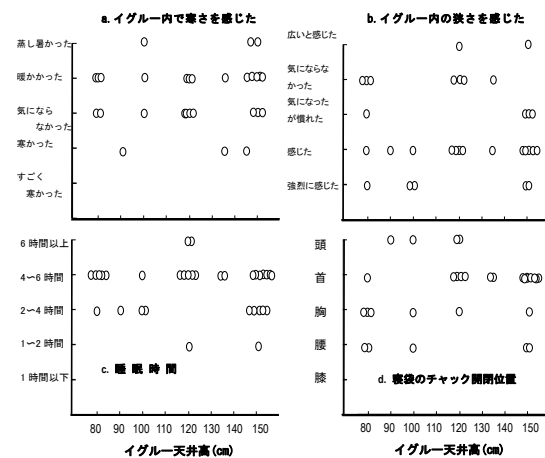 a. イグルー内で寒さを感じた
蒸し暑かった
暖かかった
気になら
なかった
寒かった
すごく
寒かった
b. イグルー内の狭さを感じた
広いと感じた
気にならな
かった
気になった
が慣れた
感じた
強烈に感じた
6時間以上
4〜6時間
2〜4時間
1〜2時間
1時間以下
c. 睡眠時間
80 90 100 110 120 130 140 150
イグルー天井高(cm)
頭
首
胸
腰
膝
d. 寝袋のチャック開閉位置
80 90 100 110 120 130 140 150
イグルー天井高(cm)